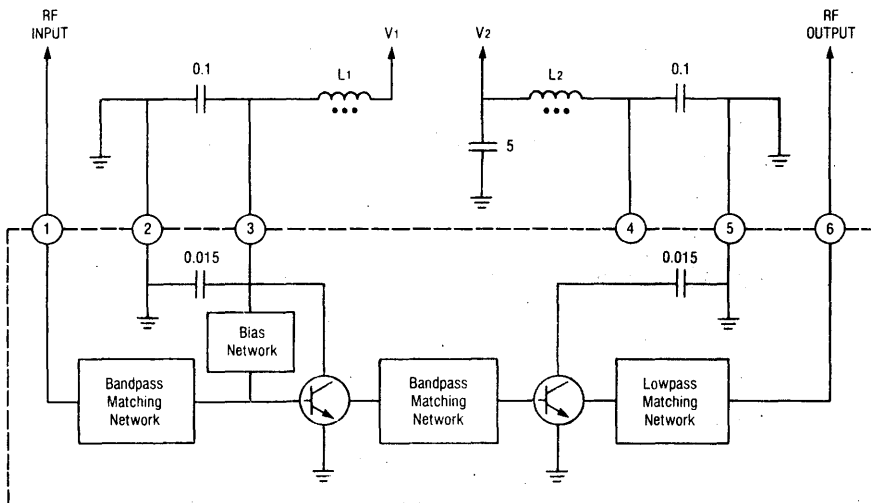 RF
INPUT
V1
V2
RF
OUTPUT
0.1
L1
L2
0.1
5
1
2
3
4
5
6
0.015
0.015
Bias
Network
Bandpass
Matching
Network
Bandpass
Matching
Network
Lowpass
Matching
Network